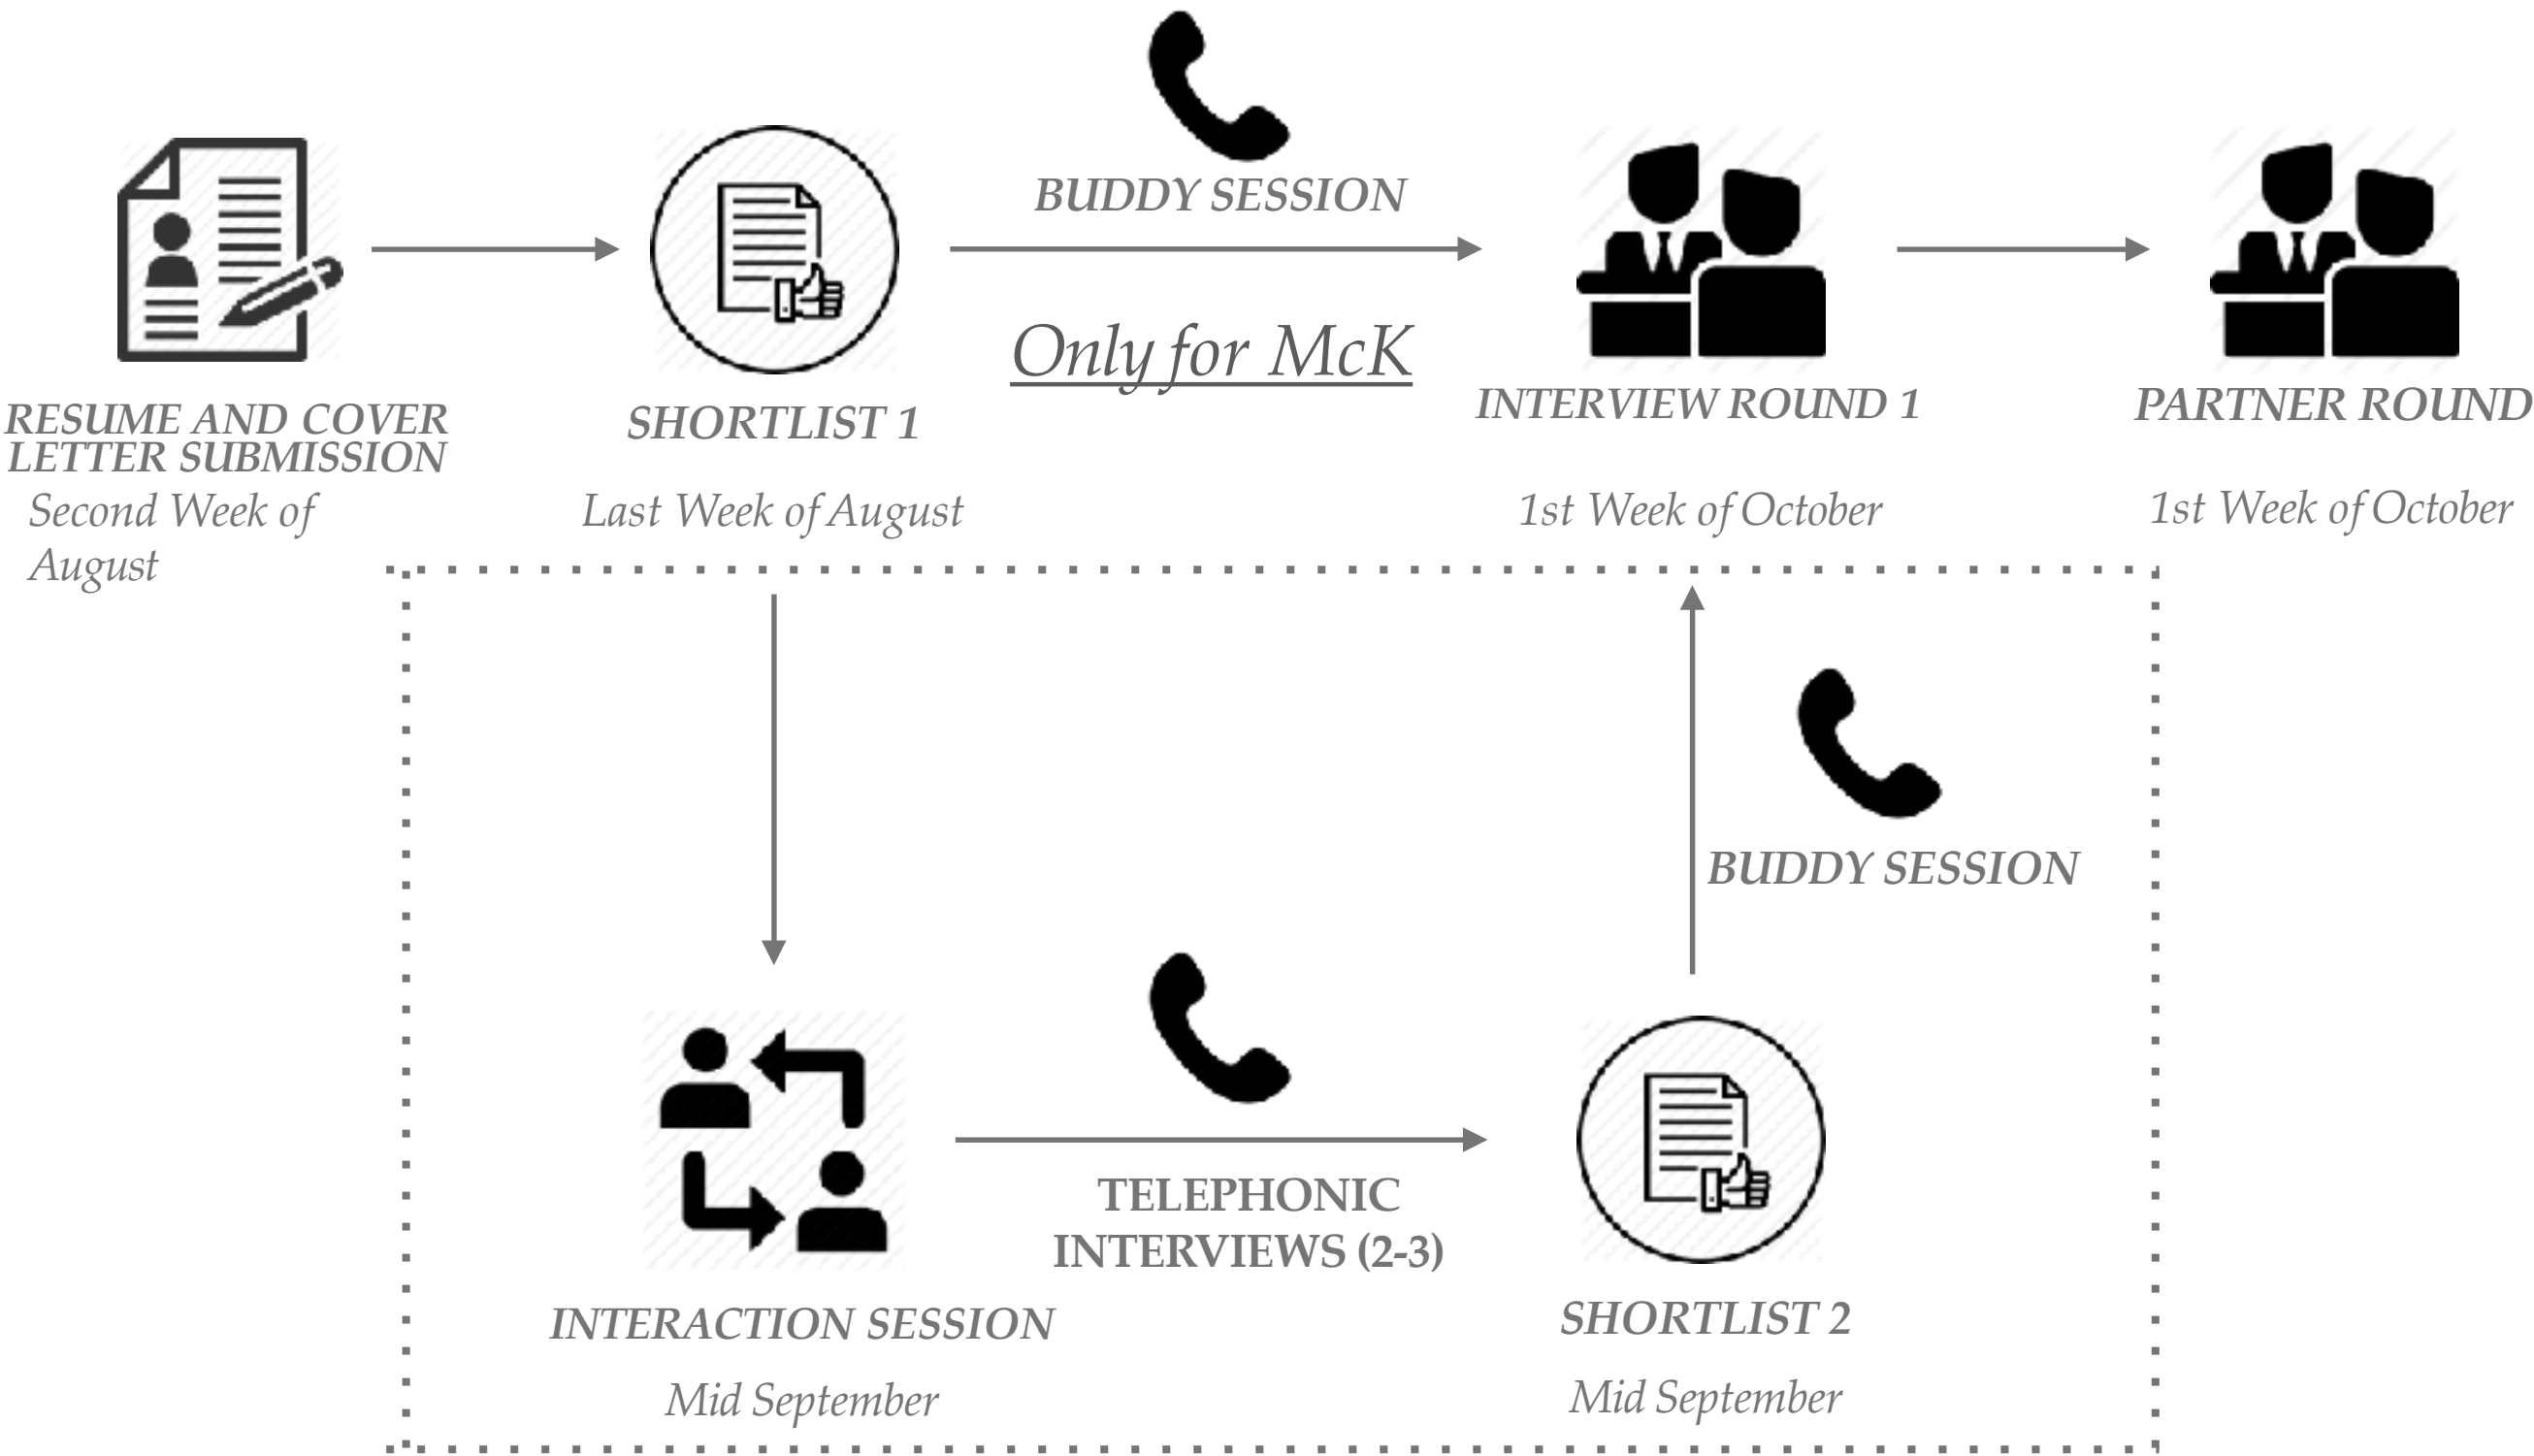 BUDDY SESSION
Only for McK
RESUME AND COVER
LETTER SUBMISSION
Second Week of
August
SHORTLIST 1
Last Week of August
INTERVIEW ROUND 1
1st Week of October
PARTNER ROUND
1st Week of October
BUDDY SESSION
TELEPHONIC
INTERVIEWS (2-3)
INTERACTION SESSION
Mid September
SHORTLIST 2
Mid September